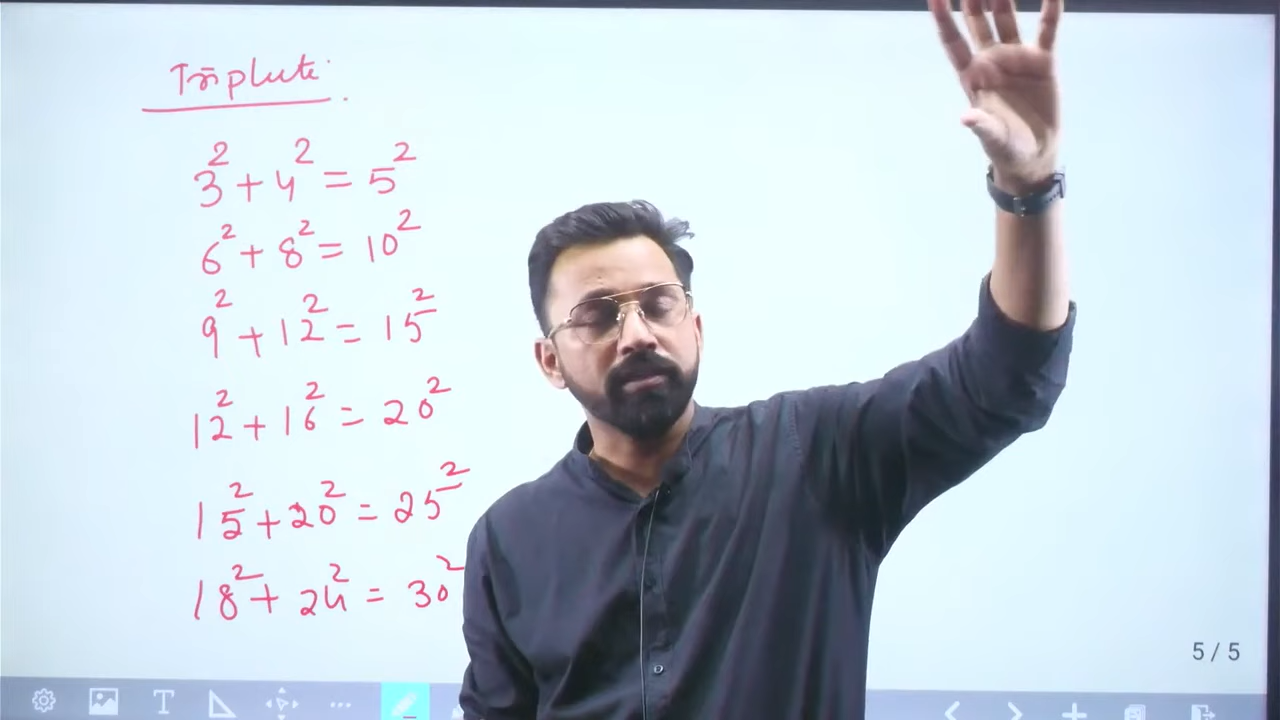 Triplute.
3² + 4² = 5²
6² + 8² = 10²
9² + 12² = 15²
12² + 16² = 20²
15² + 20² = 25²
18² + 24² = 30²
5 / 5
T